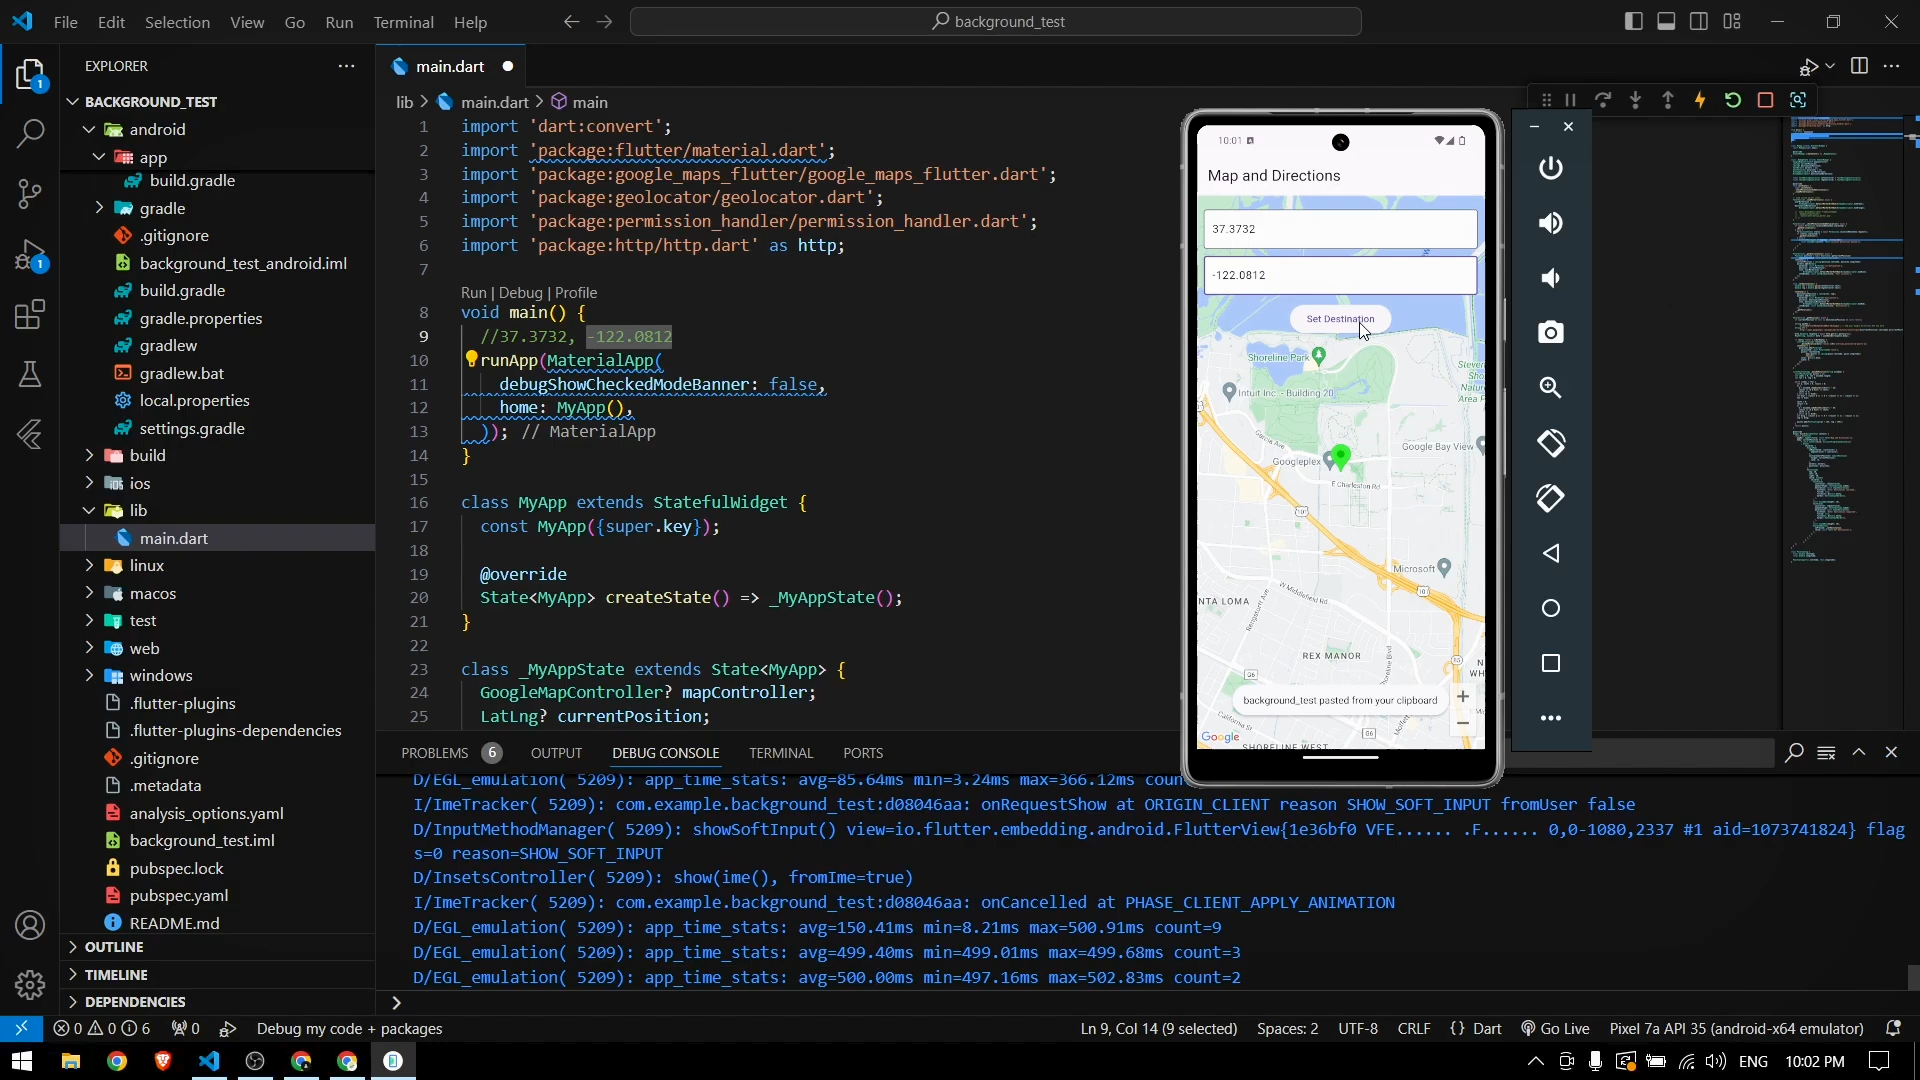 File Edit Selection View Go Run Terminal Help
background_test
EXPLORER
BACKGROUND_TEST
android
app
build.gradle
gradle
.gitignore
background_test_android.iml
build.gradle
gradle.properties
gradlew
gradlew.bat
local.properties
settings.gradle
build
ios
lib
main.dart
linux
macos
test
web
windows
.flutter-plugins
.flutter-plugins-dependencies
.gitignore
.metadata
analysis_options.yaml
background_test.iml
pubspec.lock
pubspec.yaml
README.md
OUTLINE
TIMELINE
DEPENDENCIES
main.dart
lib > main.dart > main
1 import 'dart:convert';
2 import 'package:flutter/material.dart';
3 import 'package:google_maps_flutter/google_maps_flutter.dart';
4 import 'package:geolocator/geolocator.dart';
5 import 'package:permission_handler/permission_handler.dart';
6 import 'package:http/http.dart' as http;
7
Run | Debug | Profile
8 void main() {
9 //37.3732, -122.0812
10 runApp(MaterialApp(
11 debugShowCheckedModeBanner: false,
12 home: MyApp(),
13 )); // MaterialApp
14 }
15
16 class MyApp extends StatefulWidget {
17 const MyApp({super.key});
18
19 @override
20 State<MyApp> createState() => _MyAppState();
21 }
22
23 class _MyAppState extends State<MyApp> {
24 GoogleMapController? mapController;
25 LatLng? currentPosition;
10:01
Map and Directions
37.3732
-122.0812
Set Destination
Shoreline Park
Intuit Inc. - Building 20
Google Bay View
Googleplex
E Charleston Rd
101
Microsoft
W Middlefield Rd
101
NTA LOMA
REX MANOR
G6
background_test pasted from your clipboard
Google
SHORELINE WEST
G6
PROBLEMS 6 OUTPUT DEBUG CONSOLE TERMINAL PORTS
D/EGL_emulation( 5209): app_time_stats: avg=85.64ms min=3.24ms max=366.12ms coun
I/ImeTracker( 5209): com.example.background_test:d08046aa: onRequestShow at ORIGIN_CLIENT reason SHOW_SOFT_INPUT fromUser false
D/InputMethodManager( 5209): showSoftInput() view=io.flutter.embedding.android.FlutterView{1e36bf0 VFE...... .F...... 0,0-1080,2337 #1 aid=1073741824} flag
s=0 reason=SHOW_SOFT_INPUT
D/InsetsController( 5209): show(ime(), fromIme=true)
I/ImeTracker( 5209): com.example.background_test:d08046aa: onCancelled at PHASE_CLIENT_APPLY_ANIMATION
D/EGL_emulation( 5209): app_time_stats: avg=150.41ms min=8.21ms max=500.91ms count=9
D/EGL_emulation( 5209): app_time_stats: avg=499.40ms min=499.01ms max=499.68ms count=3
D/EGL_emulation( 5209): app_time_stats: avg=500.00ms min=497.16ms max=502.83ms count=2
0 0 6 0 Debug my code + packages Ln 9, Col 14 (9 selected) Spaces: 2 UTF-8 CRLF {} Dart Go Live Pixel 7a API 35 (android-x64 emulator)
ENG 10:02 PM